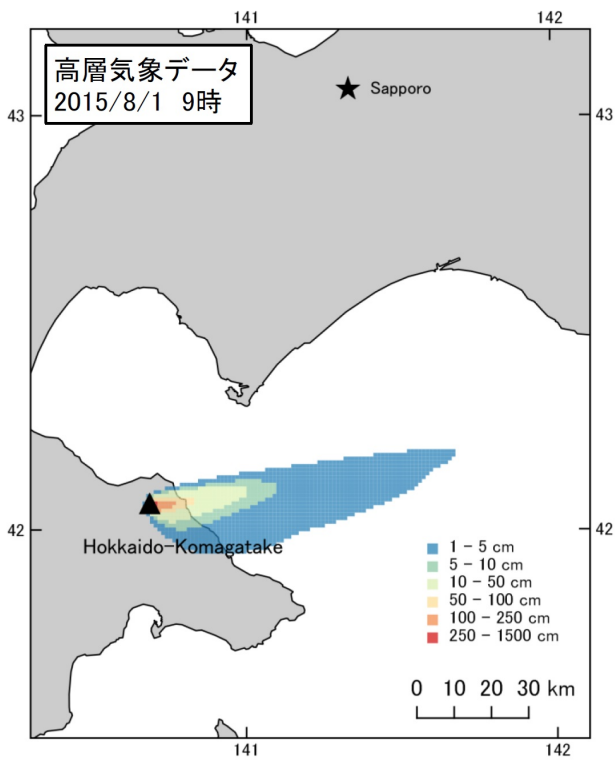 141
142
高層気象データ
2015/8/1 9時
Sapporo
43
43
42
42
Hokkaido-Komagatake
1 - 5 cm
5 - 10 cm
10 - 50 cm
50 - 100 cm
100 - 250 cm
250 - 1500 cm
0 10 20 30 km
141
142